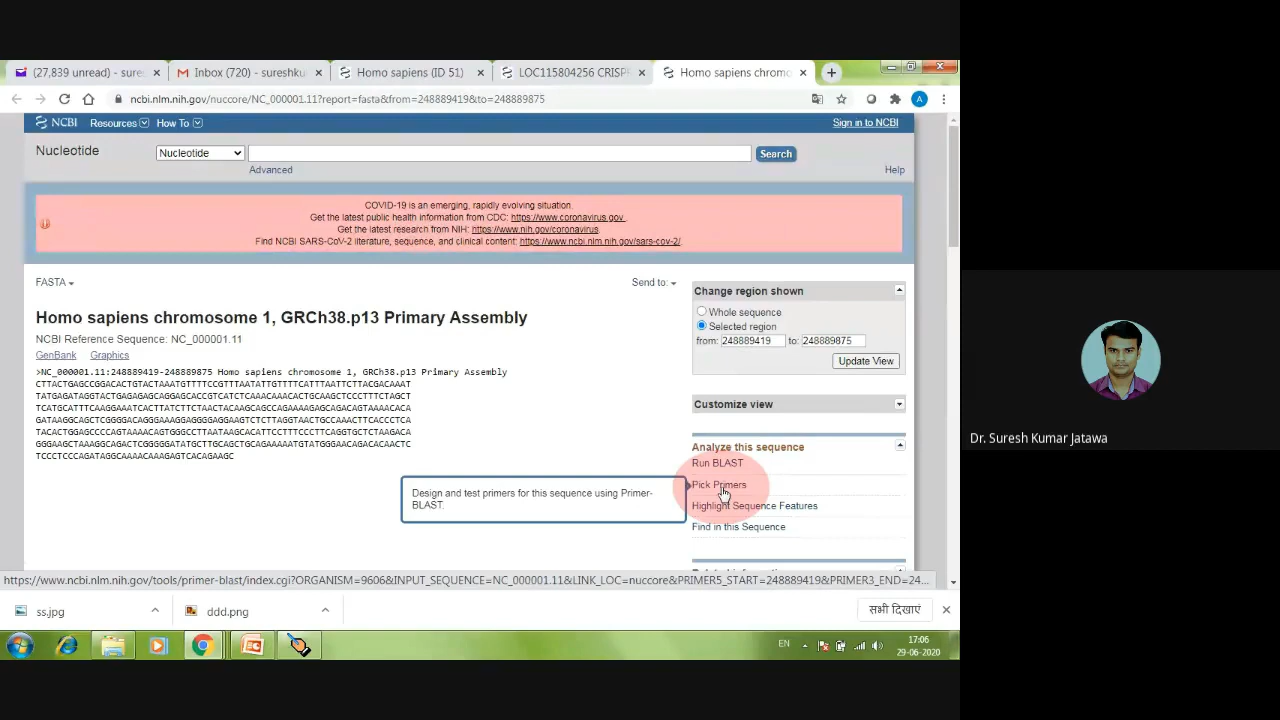 (27,839 unread) - sures
Inbox (720) - sureshku
Homo sapiens (ID 51)
LOC115804256 CRISP
Homo sapiens chromo
ncbi.nlm.nih.gov/nuccore/NC_000001.11?report=fasta&from=248889419&to=248889875
A
NCBI Resources How To
Sign in to NCBI
Nucleotide
Nucleotide
Search
Advanced
Help
COVID-19 is an emerging, rapidly evolving situation.
Get the latest public health information from CDC: https://www.coronavirus.gov .
Get the latest research from NIH: https://www.nih.gov/coronavirus.
Find NCBI SARS-CoV-2 literature, sequence, and clinical content: https://www.ncbi.nlm.nih.gov/sars-cov-2/.
FASTA
Send to:
Homo sapiens chromosome 1, GRCh38.p13 Primary Assembly
NCBI Reference Sequence: NC_000001.11
GenBank Graphics
>NC_000001.11:248889419-248889875 Homo sapiens chromosome 1, GRCh38.p13 Primary Assembly
CTTACTGAGCCGGACACTGTACTAAATGTTTTCCGTTTAATATTGTTTTCATTTAATTCTTACGACAAAT
TATGAGATAGGTACTGAGAGAGCAGGAGCACCGTCATCTCAAACAAACACTGCAAGCTCCCTTTCTAGCT
TCATGCATTTCAAGGAAATCACTTATCTTCTAACTACAAGCAGCCAGAAAAGAGCAGACAGTAAAACACA
GATAAGGCAGCTCGGGGACAGGGAAAGGAGGGGAGGAAGTCTCTTAGGTAACTGCCAAACTTCACCCTCA
TACACTGGAGCCCCAGTAAAACAGTGGGCCTTAATAAGCACATTCCCTTTCCCTTCAGGTGCTCTAGACA
GGGAAGCTAAAGGCAGACTCGGGGGATATGCTTGCAGCTGCAGAAAAATGTATGGGAACAGACACAACTC
TCCCTCCCAGATAGGCAAAACAAAGAGTCACAGAAGC
Change region shown
Whole sequence
Selected region
from: 248889419 to: 248889875
Update View
Customize view
Analyze this sequence
Run BLAST
Pick Primers
Highlight Sequence Features
Find in this Sequence
Design and test primers for this sequence using Primer-
BLAST.
https://www.ncbi.nlm.nih.gov/tools/primer-blast/index.cgi?ORGANISM=9606&INPUT_SEQUENCE=NC_000001.11&LINK_LOC=nuccore&PRIMER5_START=248889419&PRIMER3_END=24...
ss.jpg
ddd.png
सभी दिखाएं
EN
17:06
29-06-2020
Dr. Suresh Kumar Jatawa